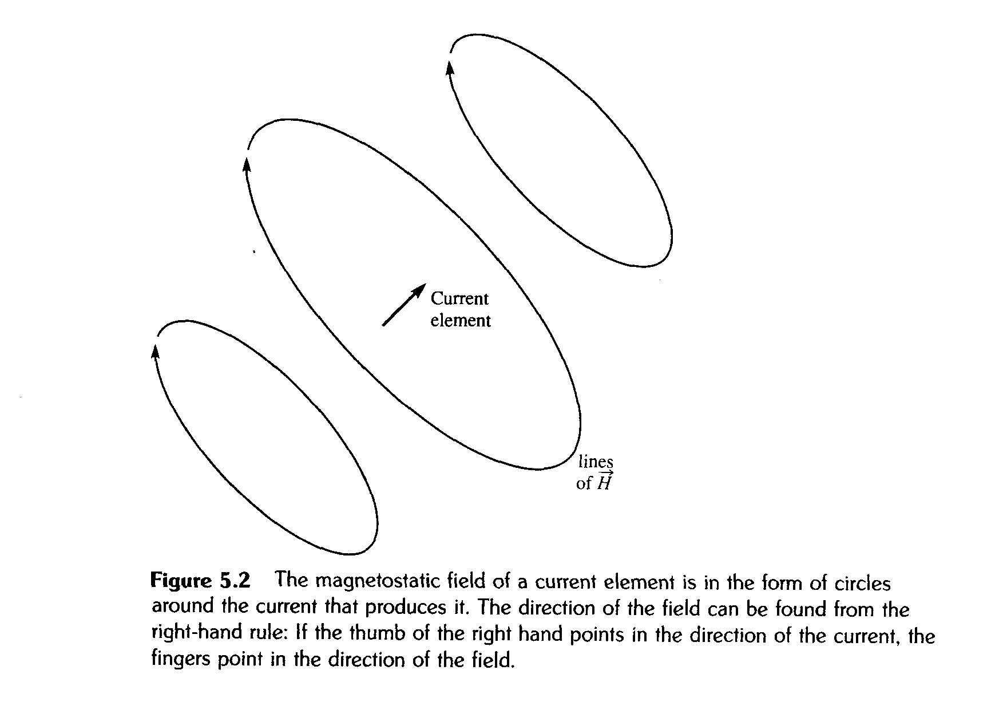 Current
element
lines
of H⃗
Figure 5.2 The magnetostatic field of a current element is in the form of circles
around the current that produces it. The direction of the field can be found from the
right-hand rule: If the thumb of the right hand points in the direction of the current, the
fingers point in the direction of the field.